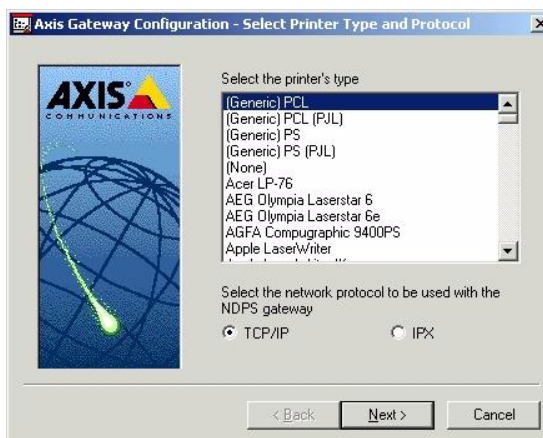 Axis Gateway Configuration - Select Printer Type and Protocol
AXIS
COMMUNICATIONS
Select the printer's type
(Generic) PCL
(Generic) PCL (PJL)
(Generic) PS
(Generic) PS (PJL)
(None)
Acer LP-76
AEG Olympia Laserstar 6
AEG Olympia Laserstar 6e
AGFA Compugraphic 9400PS
Apple LaserWriter
Select the network protocol to be used with the
NDPS gateway
TCP/IP
IPX
< Back
Next >
Cancel